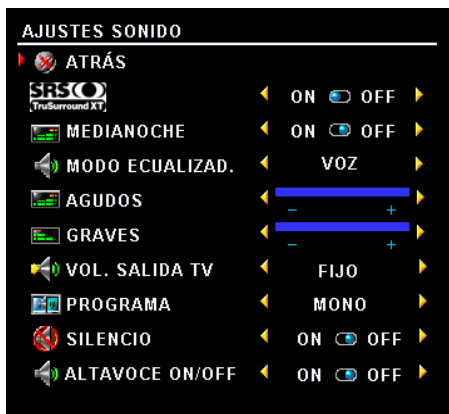 AJUSTES SONIDO
ATRÁS
SRS TruSurround XT ON OFF
MEDIANOCHE ON OFF
MODO ECUALIZAD. VOZ
AGUDOS - +
GRAVES - +
VOL. SALIDA TV FIJO
PROGRAMA MONO
SILENCIO ON OFF
ALTAVOCE ON/OFF ON OFF